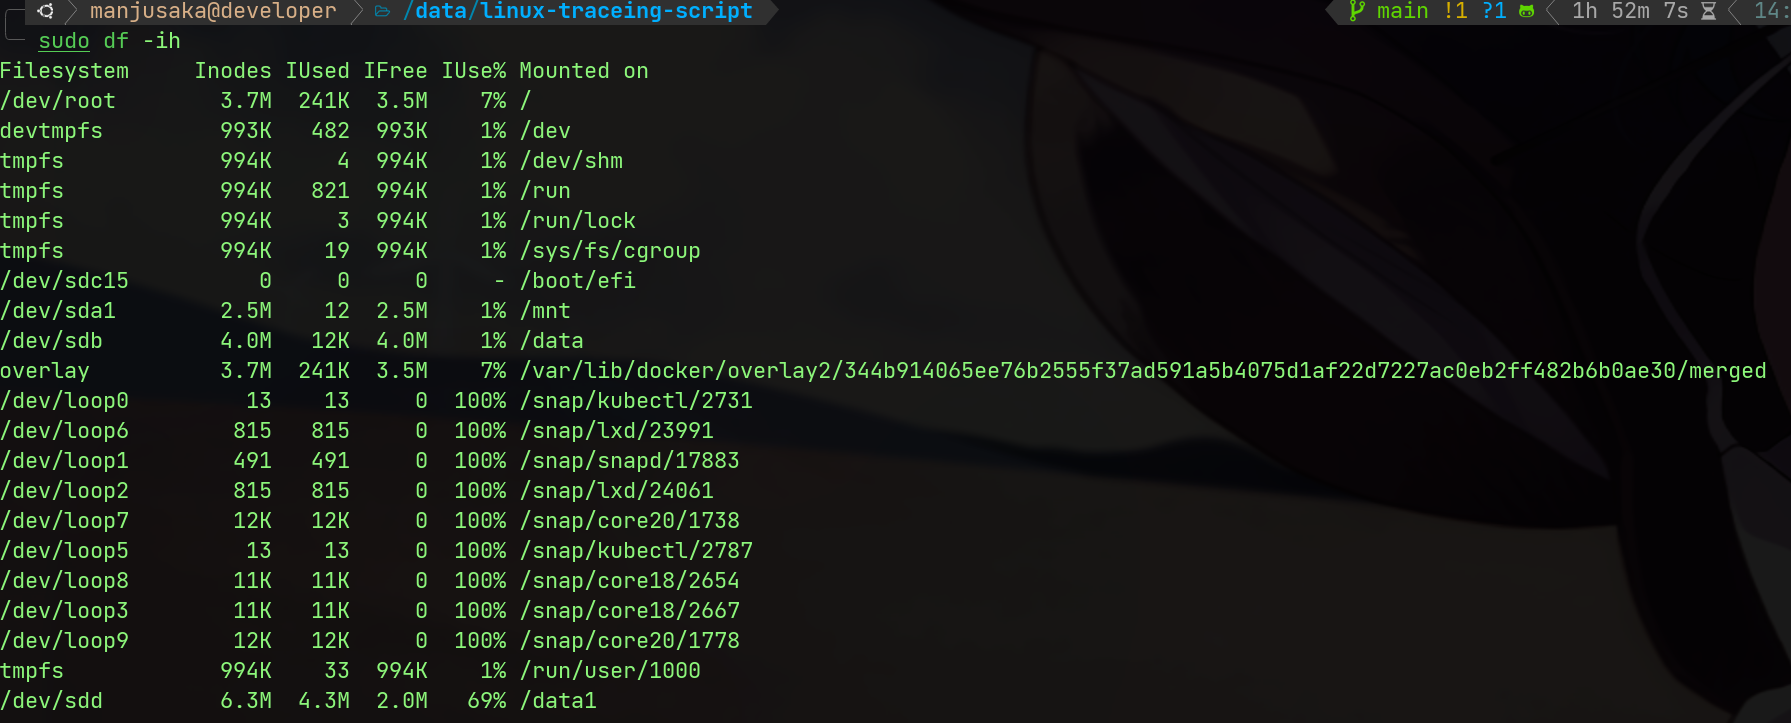 manjusaka@developer /data/linux-traceing-script main !1 ?1 1h 52m 7s 14:
sudo df -ih
Filesystem Inodes IUsed IFree IUse% Mounted on
/dev/root 3.7M 241K 3.5M 7% /
devtmpfs 993K 482 993K 1% /dev
tmpfs 994K 4 994K 1% /dev/shm
tmpfs 994K 821 994K 1% /run
tmpfs 994K 3 994K 1% /run/lock
tmpfs 994K 19 994K 1% /sys/fs/cgroup
/dev/sdc15 0 0 0 - /boot/efi
/dev/sda1 2.5M 12 2.5M 1% /mnt
/dev/sdb 4.0M 12K 4.0M 1% /data
overlay 3.7M 241K 3.5M 7% /var/lib/docker/overlay2/344b914065ee76b2555f37ad591a5b4075d1af22d7227ac0eb2ff482b6b0ae30/merged
/dev/loop0 13 13 0 100% /snap/kubectl/2731
/dev/loop6 815 815 0 100% /snap/lxd/23991
/dev/loop1 491 491 0 100% /snap/snapd/17883
/dev/loop2 815 815 0 100% /snap/lxd/24061
/dev/loop7 12K 12K 0 100% /snap/core20/1738
/dev/loop5 13 13 0 100% /snap/kubectl/2787
/dev/loop8 11K 11K 0 100% /snap/core18/2654
/dev/loop3 11K 11K 0 100% /snap/core18/2667
/dev/loop9 12K 12K 0 100% /snap/core20/1778
tmpfs 994K 33 994K 1% /run/user/1000
/dev/sdd 6.3M 4.3M 2.0M 69% /data1